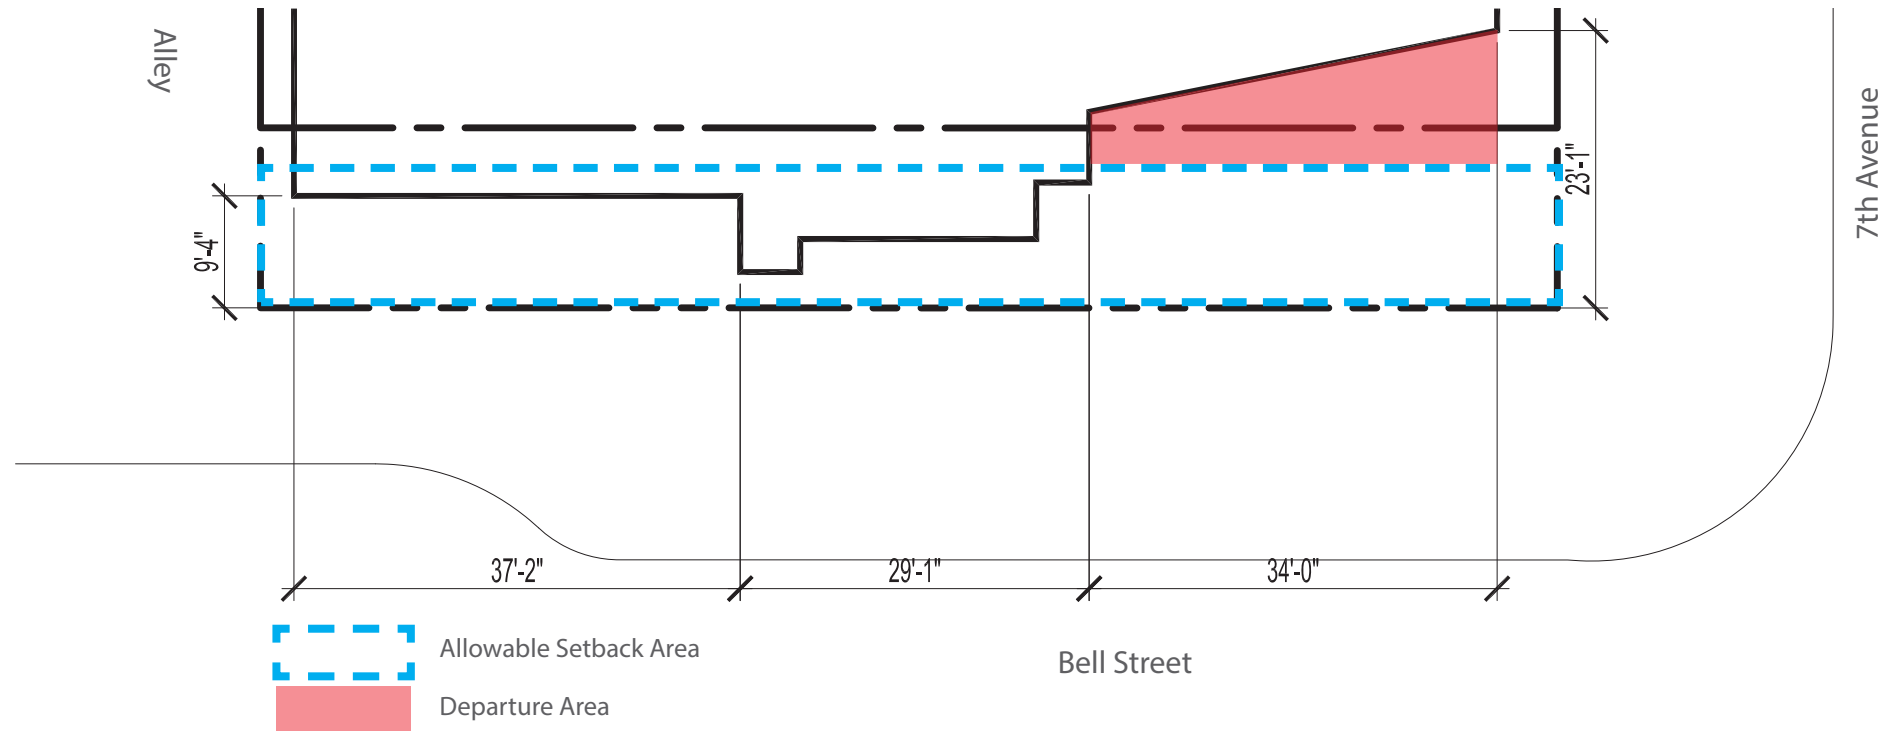 Alley
7th Avenue
23'-1"
9'-4"
37'-2"
29'-1"
34'-0"
Allowable Setback Area
Bell Street
Departure Area